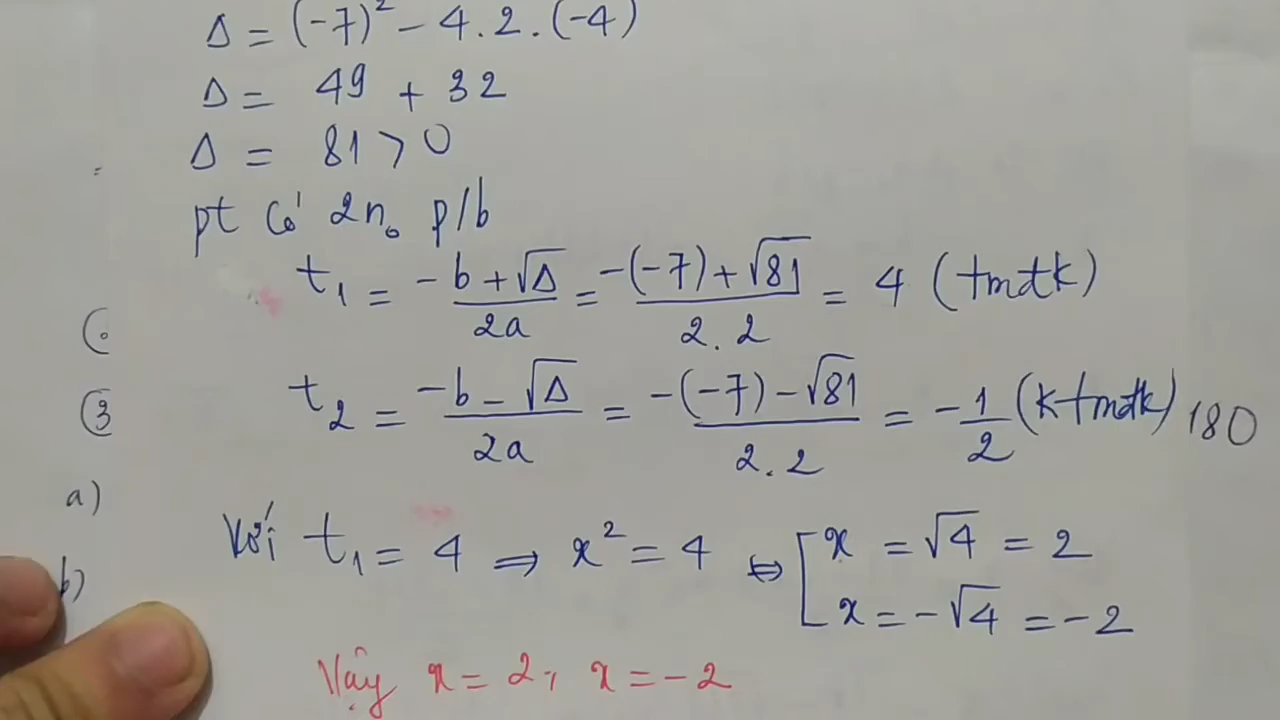 Δ = (-7)² - 4.2.(-4)
Δ = 49 + 32
Δ = 81 > 0
pt có 2n₀ p/b
t₁ = (-b + √Δ)/(2a) = (-(-7) + √81)/(2.2) = 4 (tmđk)
t₂ = (-b - √Δ)/(2a) = (-(-7) - √81)/(2.2) = -1/2 (ktmđk)
180
(3
a)
b)
Với t₁ = 4 ⇒ x² = 4 ⇔ [ x = √4 = 2
x = -√4 = -2
Vậy x = 2, x = -2